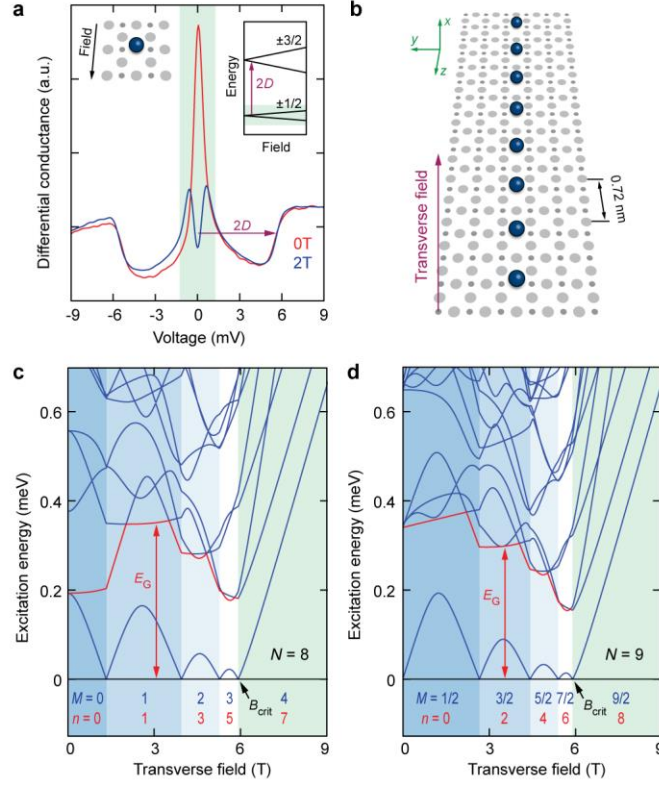 a
Field
Energy
±3/2
2D
±1/2
Field
2D
0T
2T
Differential conductance (a.u.)
-9 -6 -3 0 3 6 9
Voltage (mV)
b
x
y
z
Transverse field
0.72 nm
c
0.6
0.4
0.2
0
Excitation energy (meV)
E_G
N = 8
B_crit
M = 0 1 2 3 4
n = 0 1 3 5 7
0 3 6 9
Transverse field (T)
d
0.6
0.4
0.2
0
Excitation energy (meV)
E_G
N = 9
B_crit
M = 1/2 3/2 5/2 7/2 9/2
n = 0 2 4 6 8
0 3 6 9
Transverse field (T)